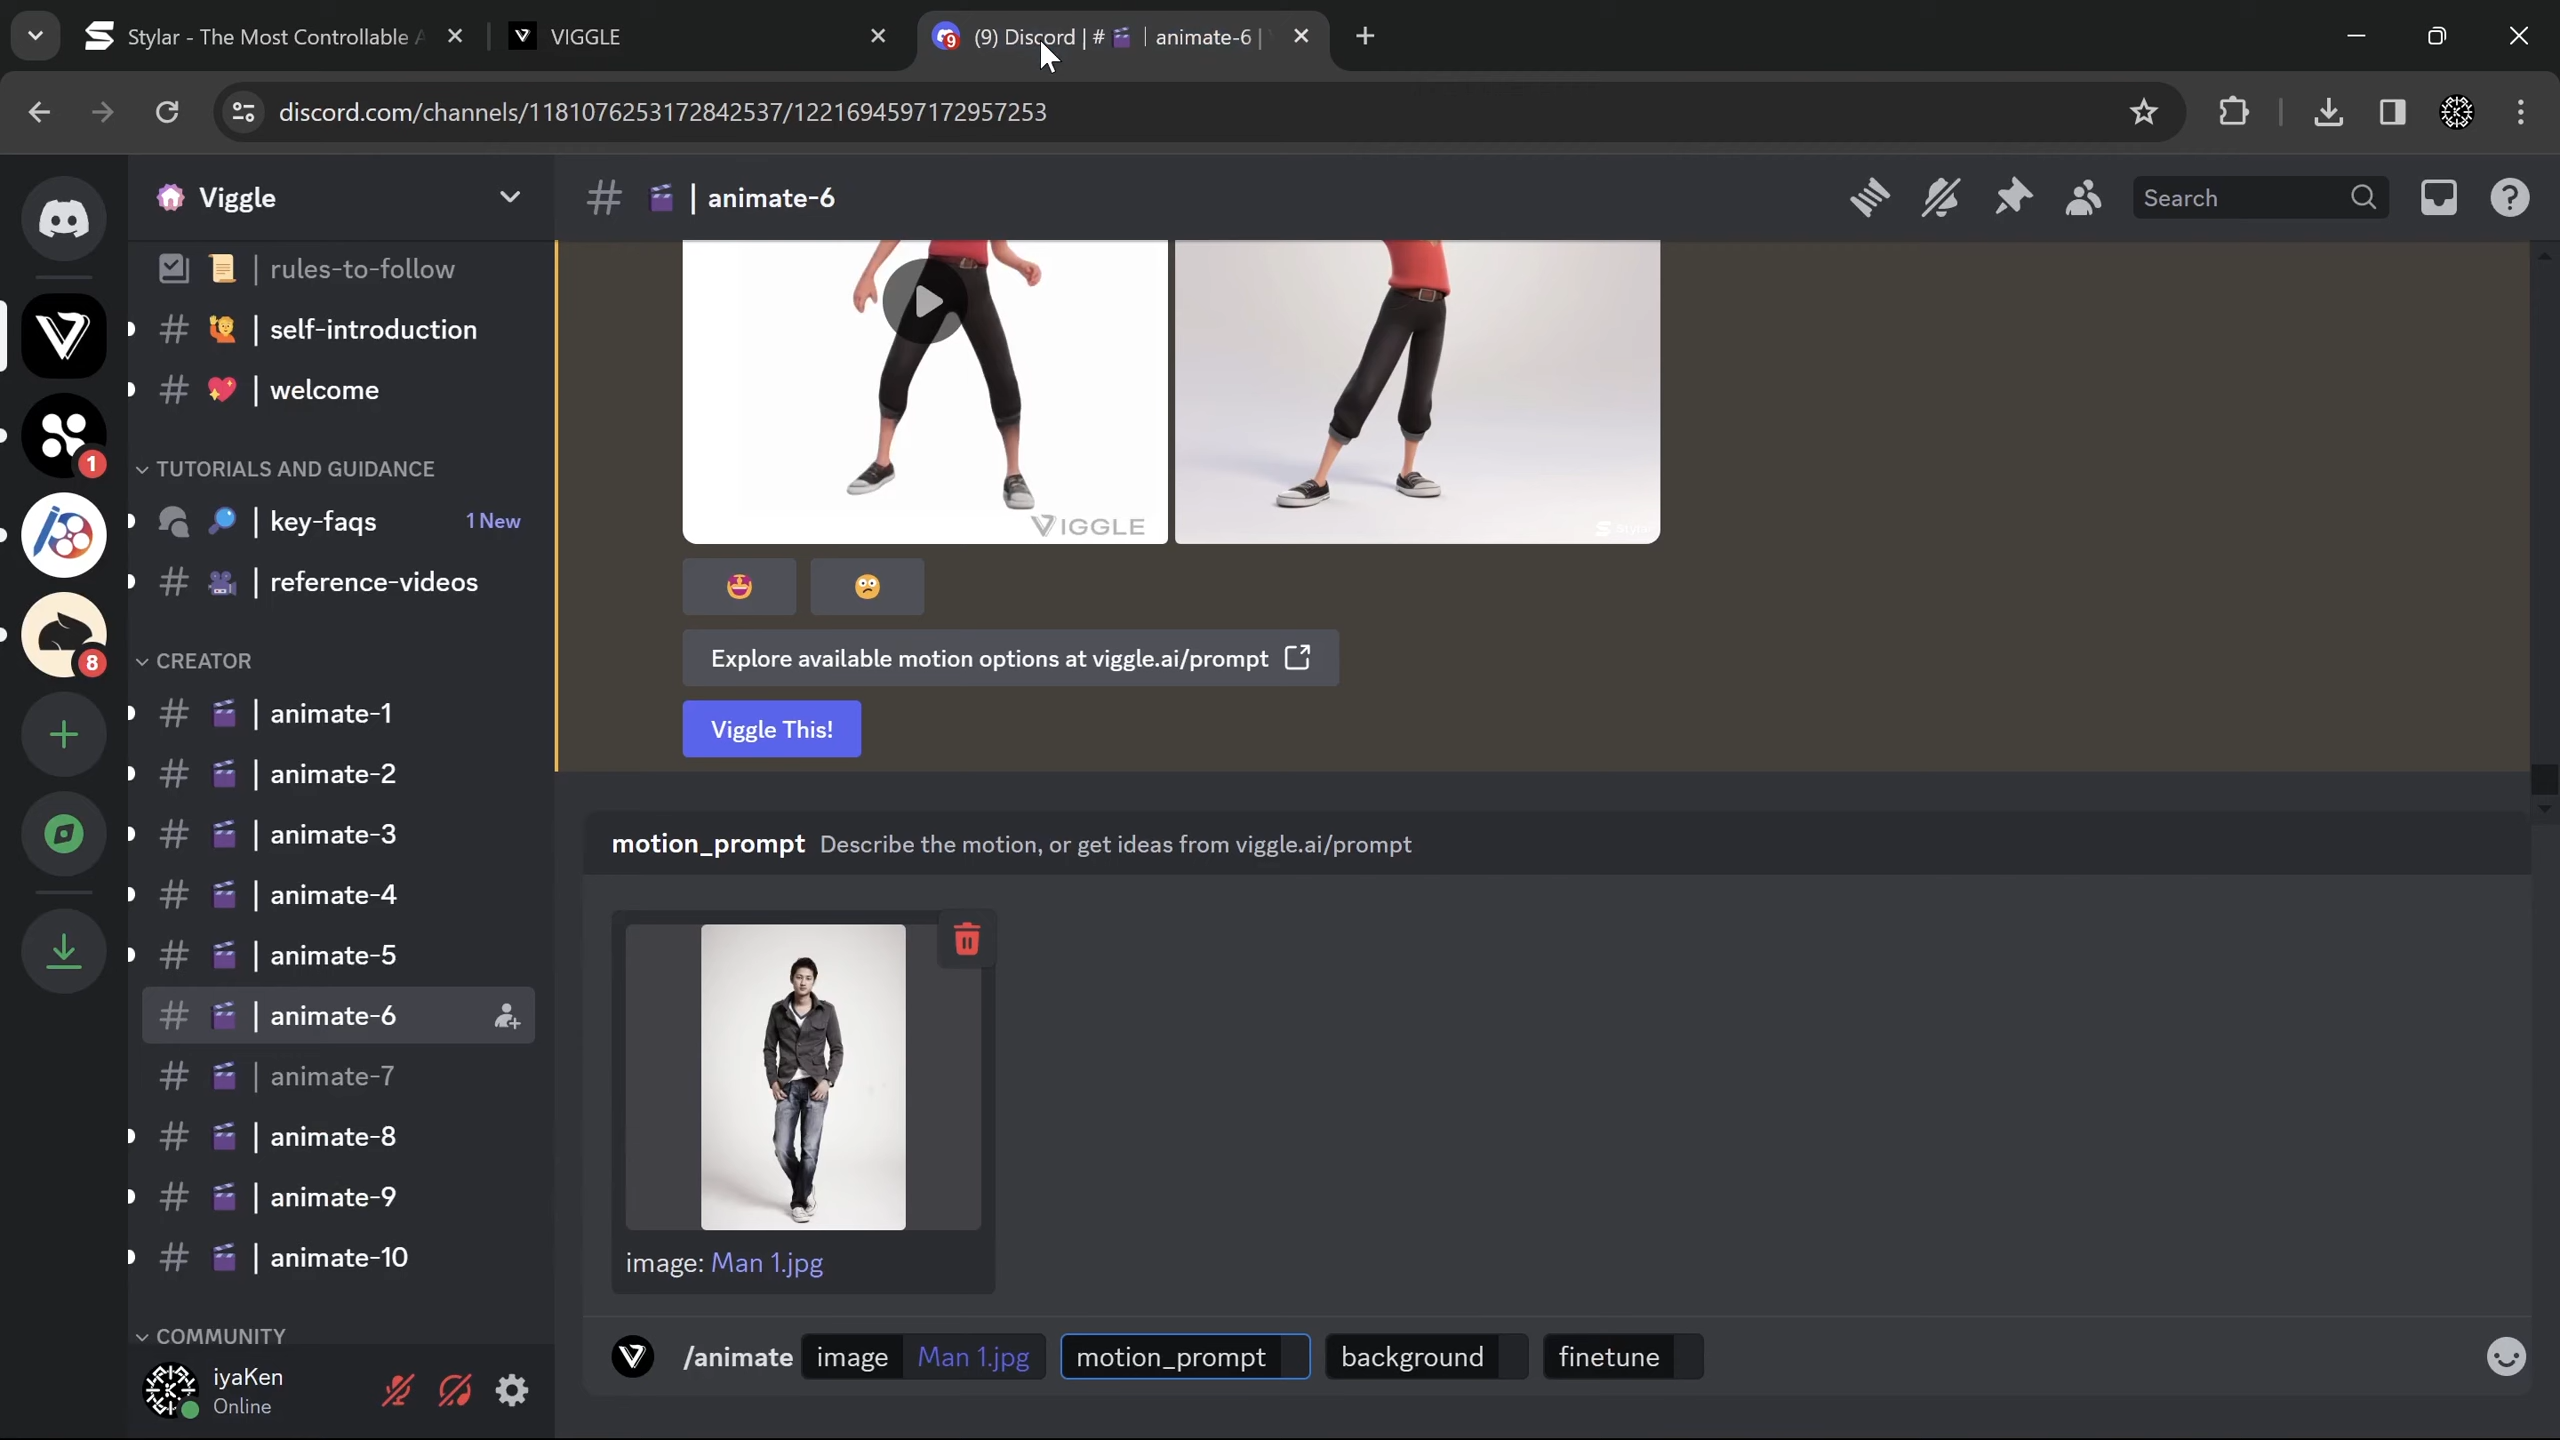 Stylar - The Most Controllable A
VIGGLE
(9) Discord | # | animate-6 |
discord.com/channels/1181076253172842537/1221694597172957253
Viggle
# | animate-6
Search
| rules-to-follow
# | self-introduction
# | welcome
TUTORIALS AND GUIDANCE
| key-faqs 1 New
# | reference-videos
CREATOR
# | animate-1
# | animate-2
# | animate-3
# | animate-4
# | animate-5
# | animate-6
# | animate-7
# | animate-8
# | animate-9
# | animate-10
COMMUNITY
iyaKen
Online
1
8
VIGGLE
Stylar
Explore available motion options at viggle.ai/prompt
Viggle This!
motion_prompt Describe the motion, or get ideas from viggle.ai/prompt
image: Man 1.jpg
/animate image Man 1.jpg motion_prompt background finetune